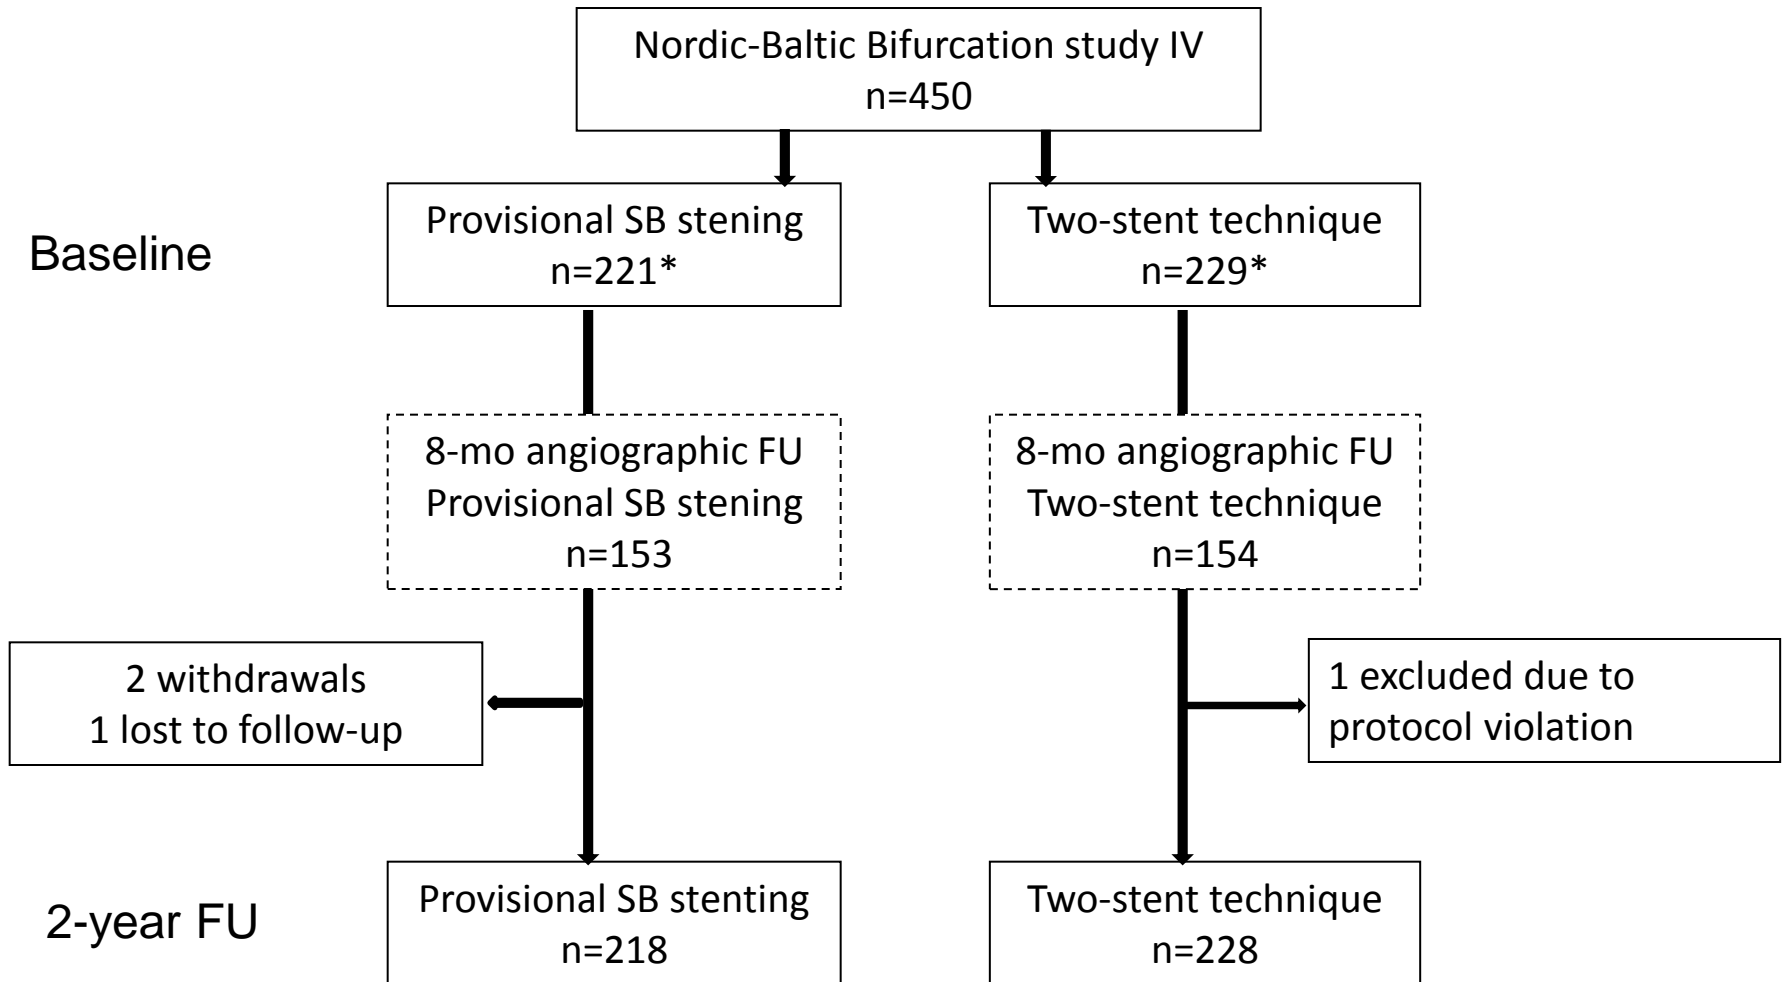 Nordic-Baltic Bifurcation study IV
n=450
Baseline
Provisional SB stening
n=221*
Two-stent technique
n=229*
8-mo angiographic FU
Provisional SB stening
n=153
8-mo angiographic FU
Two-stent technique
n=154
2 withdrawals
1 lost to follow-up
1 excluded due to
protocol violation
2-year FU
Provisional SB stenting
n=218
Two-stent technique
n=228